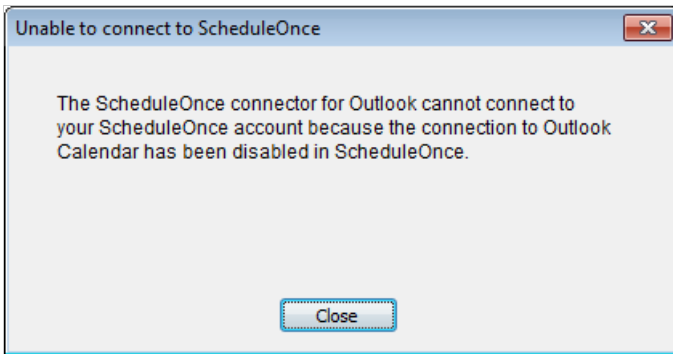 Unable to connect to ScheduleOnce
The ScheduleOnce connector for Outlook cannot connect to
your ScheduleOnce account because the connection to Outlook
Calendar has been disabled in ScheduleOnce.
Close